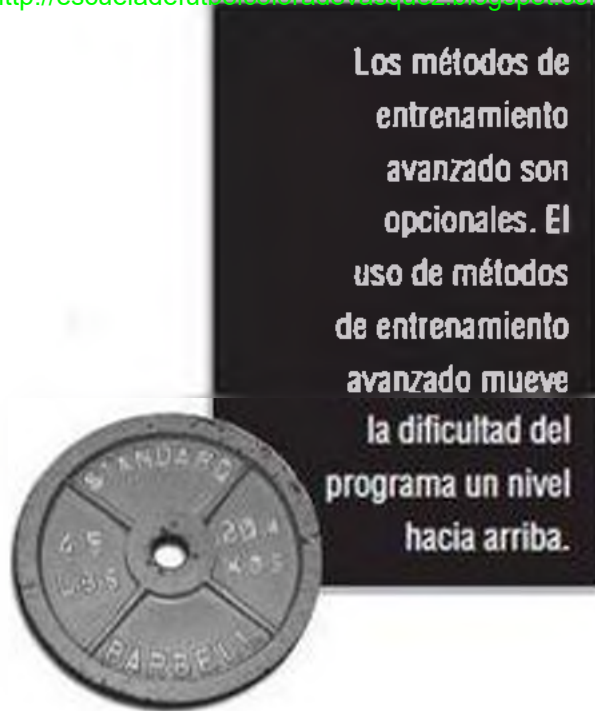 Los métodos de
entrenamiento
avanzado son
opcionales. El
uso de métodos
de entrenamiento
avanzado mueve
la dificultad del
programa un nivel
hacia arriba.
STANDARD
45
LBS
20.4
KGS
BARBELL